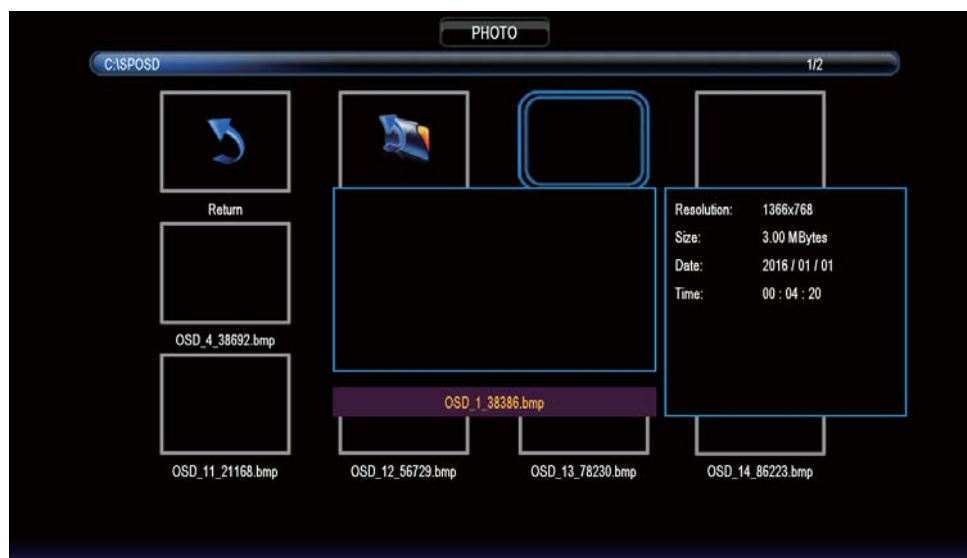 PHOTO
C:\SPOSD 1/2
Return
Resolution: 1366x768
Size: 3.00 MBytes
Date: 2016 / 01 / 01
Time: 00 : 04 : 20
OSD_4_38692.bmp
OSD_1_38386.bmp
OSD_11_21168.bmp OSD_12_56729.bmp OSD_13_78230.bmp OSD_14_86223.bmp